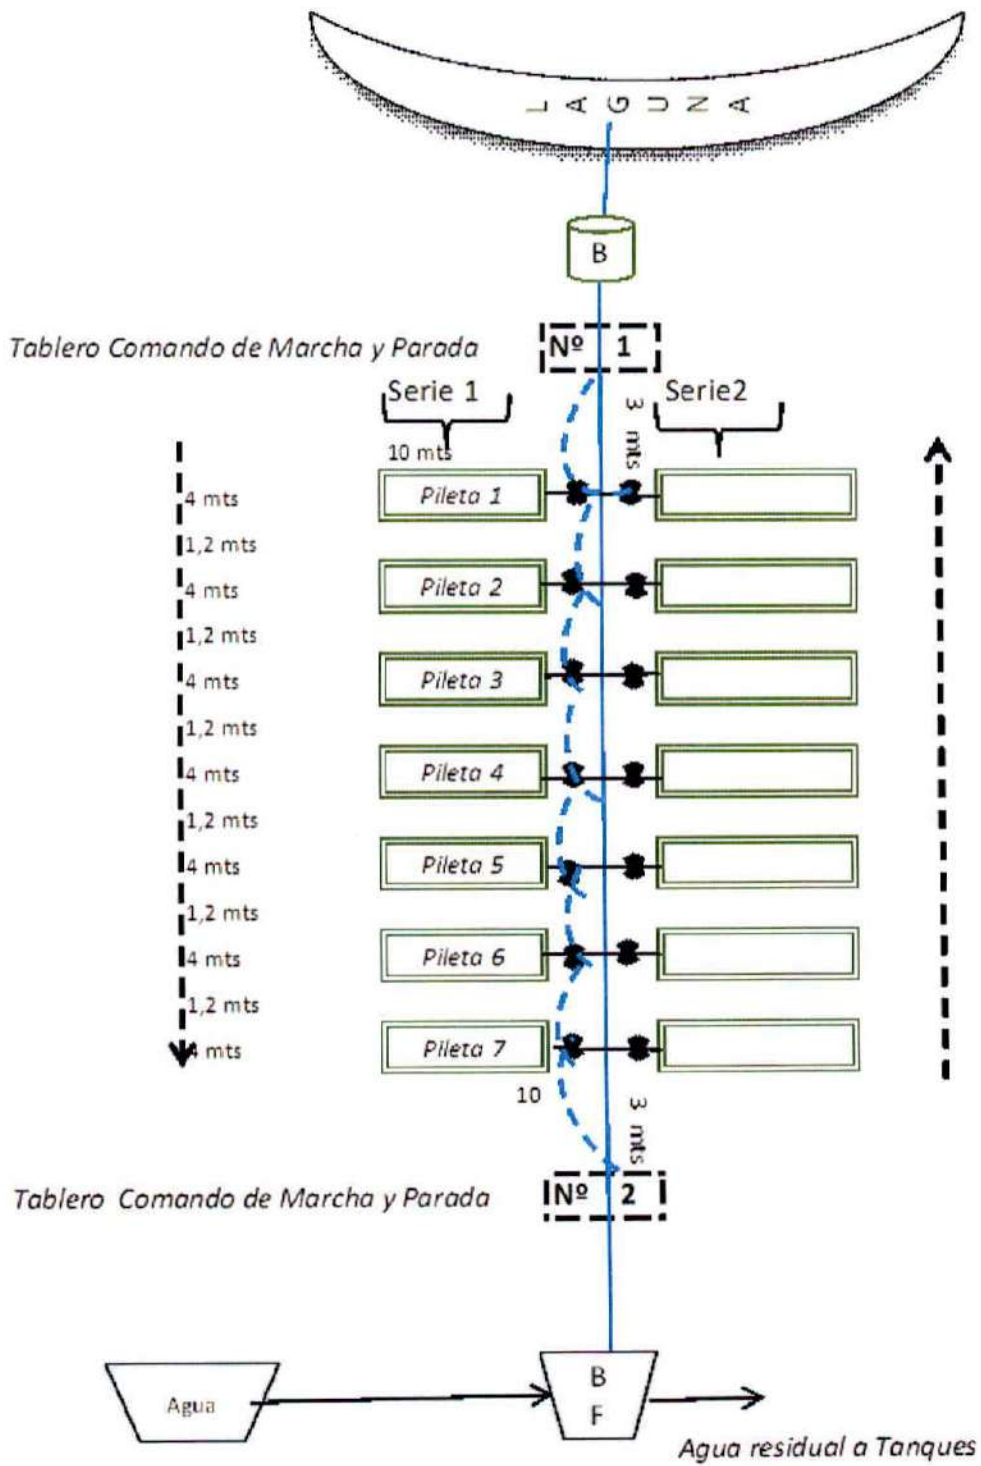 L A G U N A
B
Tablero Comando de Marcha y Parada
Nº 1
Serie 1
3 mts
Serie2
10 mts
Pileta 1
4 mts
1,2 mts
Pileta 2
4 mts
1,2 mts
Pileta 3
4 mts
1,2 mts
Pileta 4
4 mts
1,2 mts
Pileta 5
4 mts
1,2 mts
Pileta 6
4 mts
1,2 mts
Pileta 7
4 mts
10
3 mts
Tablero Comando de Marcha y Parada
Nº 2
Agua
B
F
Agua residual a Tanques